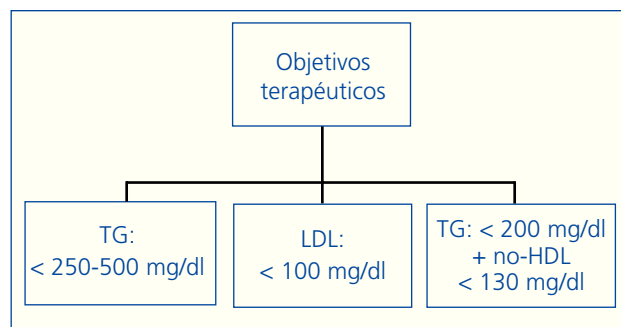 Objetivos
terapéuticos
TG:
< 250-500 mg/dl
LDL:
< 100 mg/dl
TG: < 200 mg/dl
+ no-HDL
< 130 mg/dl